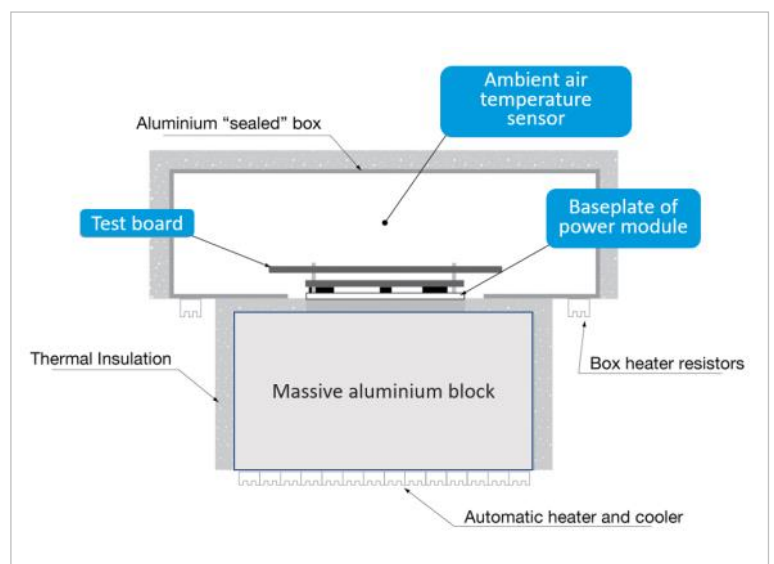 Ambient air
temperature
sensor
Aluminium “sealed” box
Test board
Baseplate of
power module
Thermal Insulation
Box heater resistors
Massive aluminium block
Automatic heater and cooler